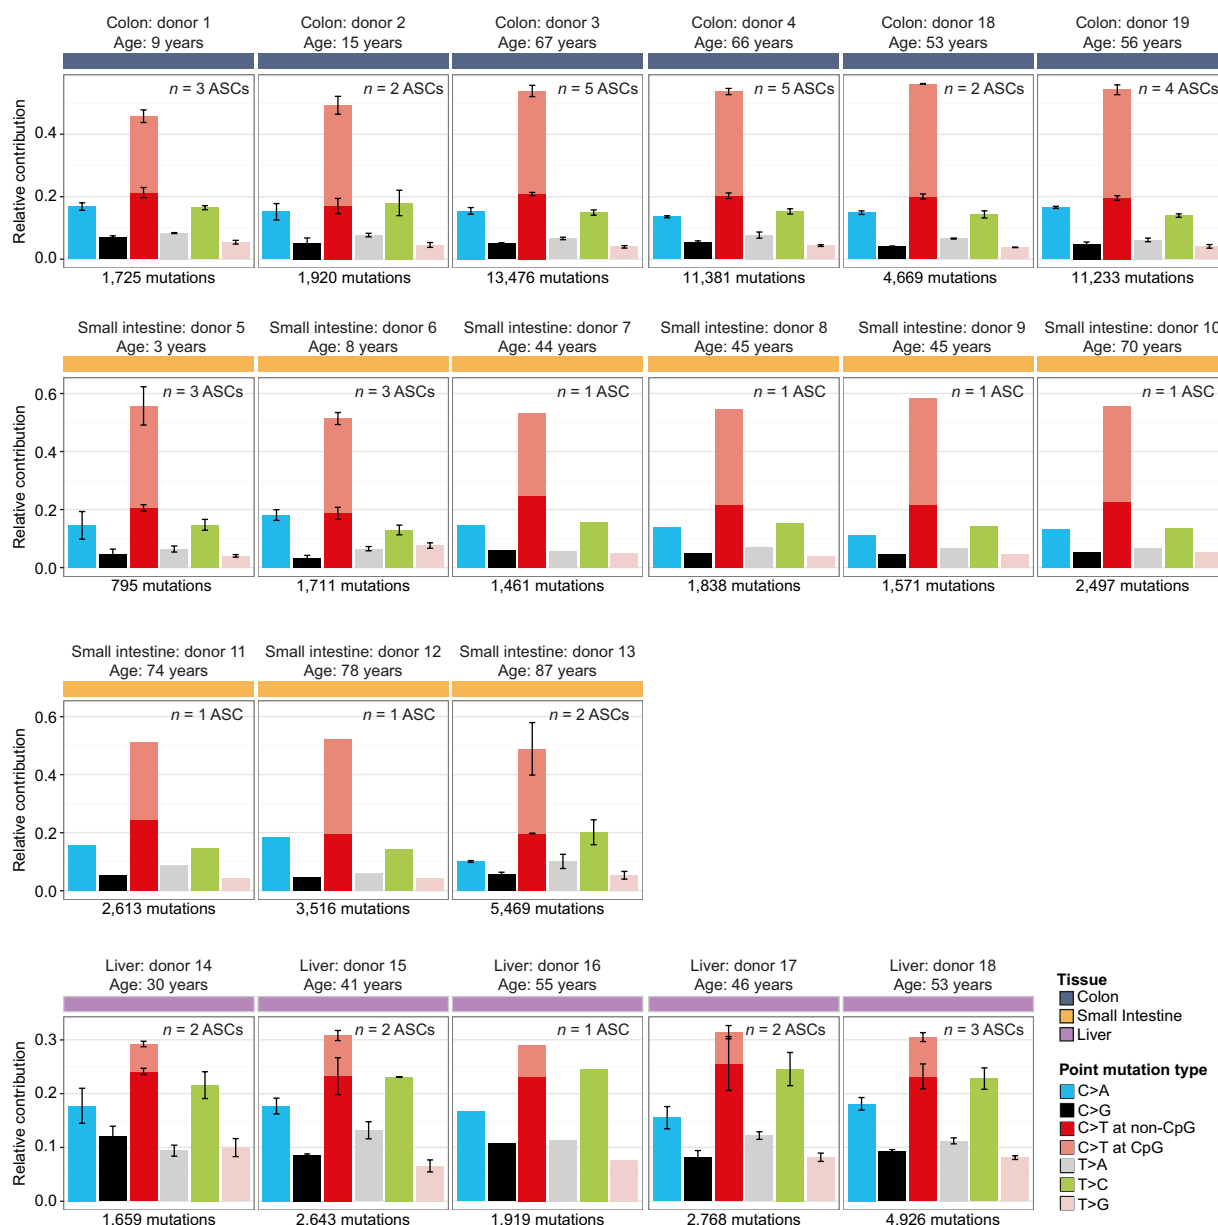 Colon: donor 1
Age: 9 years
Colon: donor 2
Age: 15 years
Colon: donor 3
Age: 67 years
Colon: donor 4
Age: 66 years
Colon: donor 18
Age: 53 years
Colon: donor 19
Age: 56 years
Relative contribution
0.4
0.2
0.0
n = 3 ASCs
n = 2 ASCs
n = 5 ASCs
n = 5 ASCs
n = 2 ASCs
n = 4 ASCs
1,725 mutations
1,920 mutations
13,476 mutations
11,381 mutations
4,669 mutations
11,233 mutations
Small intestine: donor 5
Age: 3 years
Small intestine: donor 6
Age: 8 years
Small intestine: donor 7
Age: 44 years
Small intestine: donor 8
Age: 45 years
Small intestine: donor 9
Age: 45 years
Small intestine: donor 10
Age: 70 years
Relative contribution
0.6
0.4
0.2
0.0
n = 3 ASCs
n = 3 ASCs
n = 1 ASC
n = 1 ASC
n = 1 ASC
n = 1 ASC
795 mutations
1,711 mutations
1,461 mutations
1,838 mutations
1,571 mutations
2,497 mutations
Small intestine: donor 11
Age: 74 years
Small intestine: donor 12
Age: 78 years
Small intestine: donor 13
Age: 87 years
Relative contribution
0.6
0.4
0.2
0.0
n = 1 ASC
n = 1 ASC
n = 2 ASCs
2,613 mutations
3,516 mutations
5,469 mutations
Liver: donor 14
Age: 30 years
Liver: donor 15
Age: 41 years
Liver: donor 16
Age: 55 years
Liver: donor 17
Age: 46 years
Liver: donor 18
Age: 53 years
Relative contribution
0.3
0.2
0.1
0.0
n = 2 ASCs
n = 2 ASCs
n = 1 ASC
n = 2 ASCs
n = 3 ASCs
1.659 mutations
2.643 mutations
1.919 mutations
2.768 mutations
4.926 mutations
Tissue
Colon
Small Intestine
Liver
Point mutation type
C>A
C>G
C>T at non-CpG
C>T at CpG
T>A
T>C
T>G